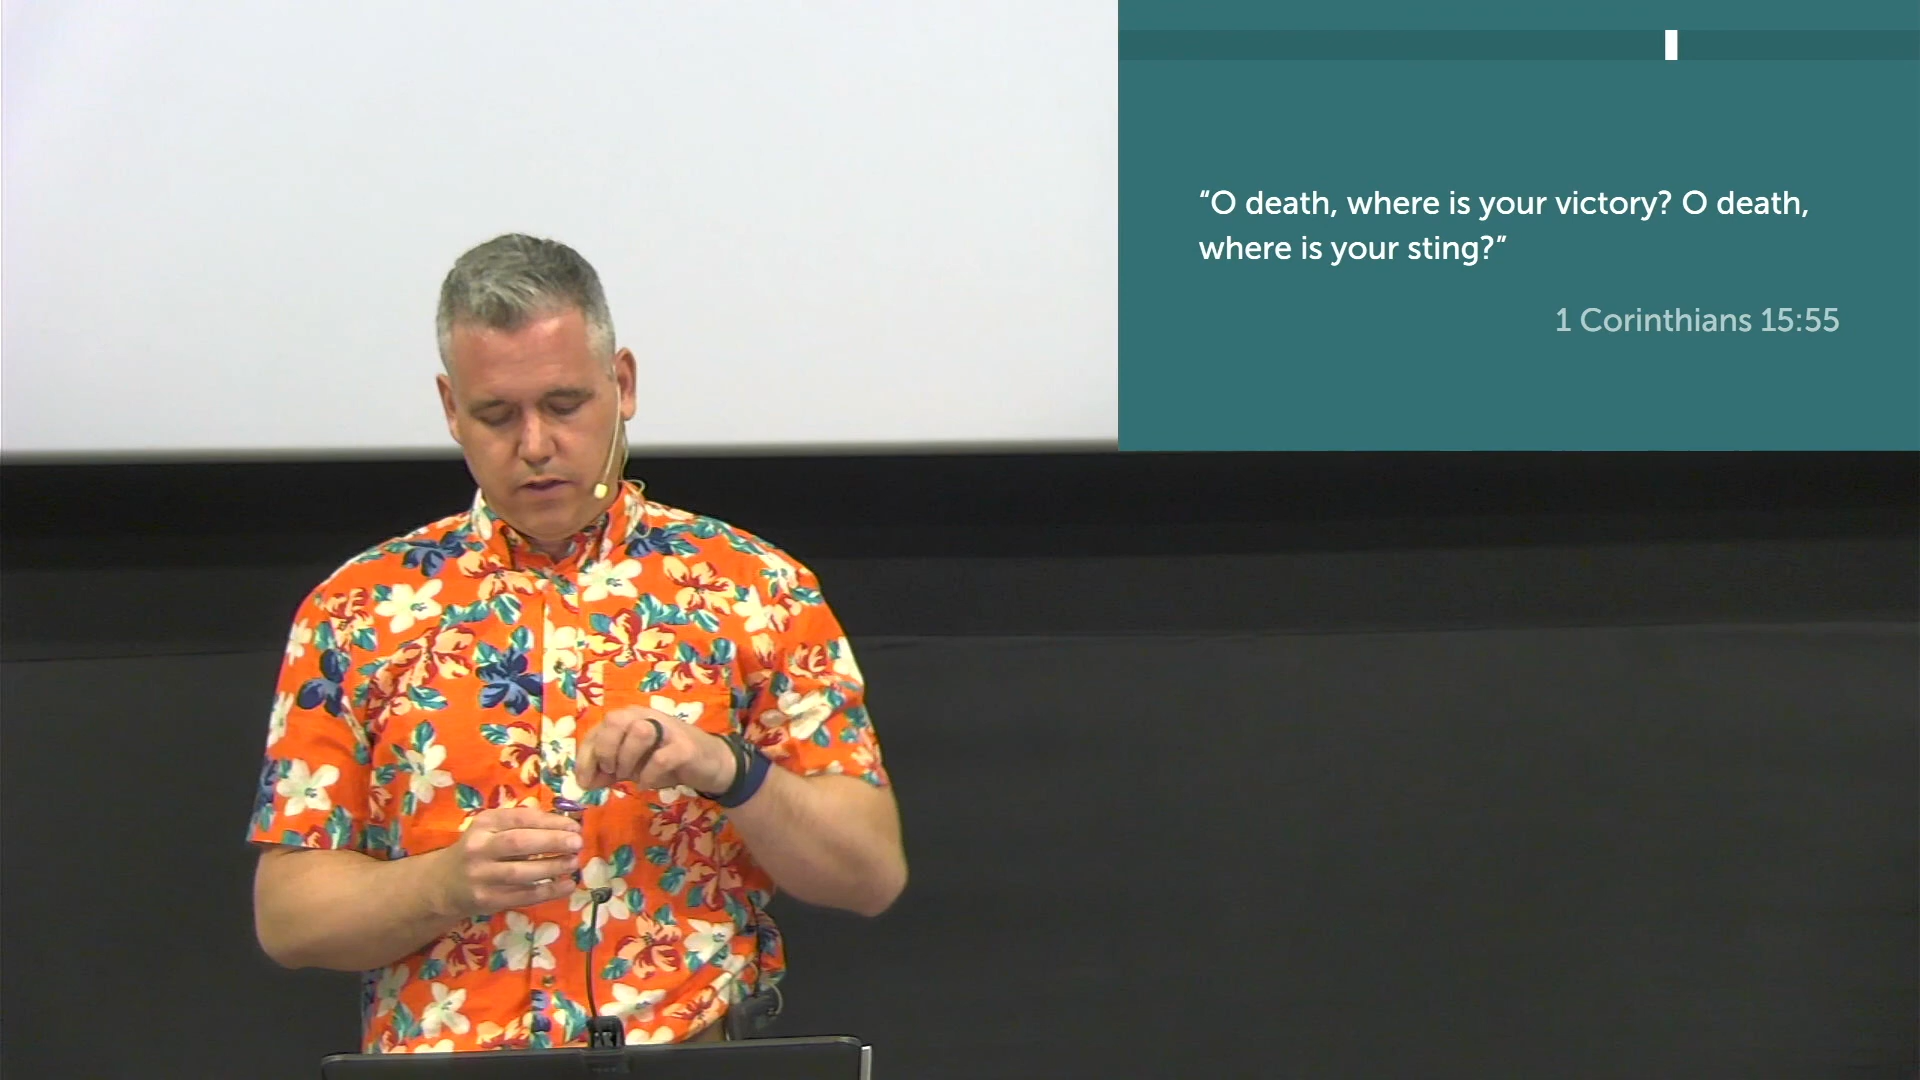 “O death, where is your victory? O death,
where is your sting?”
1 Corinthians 15:55